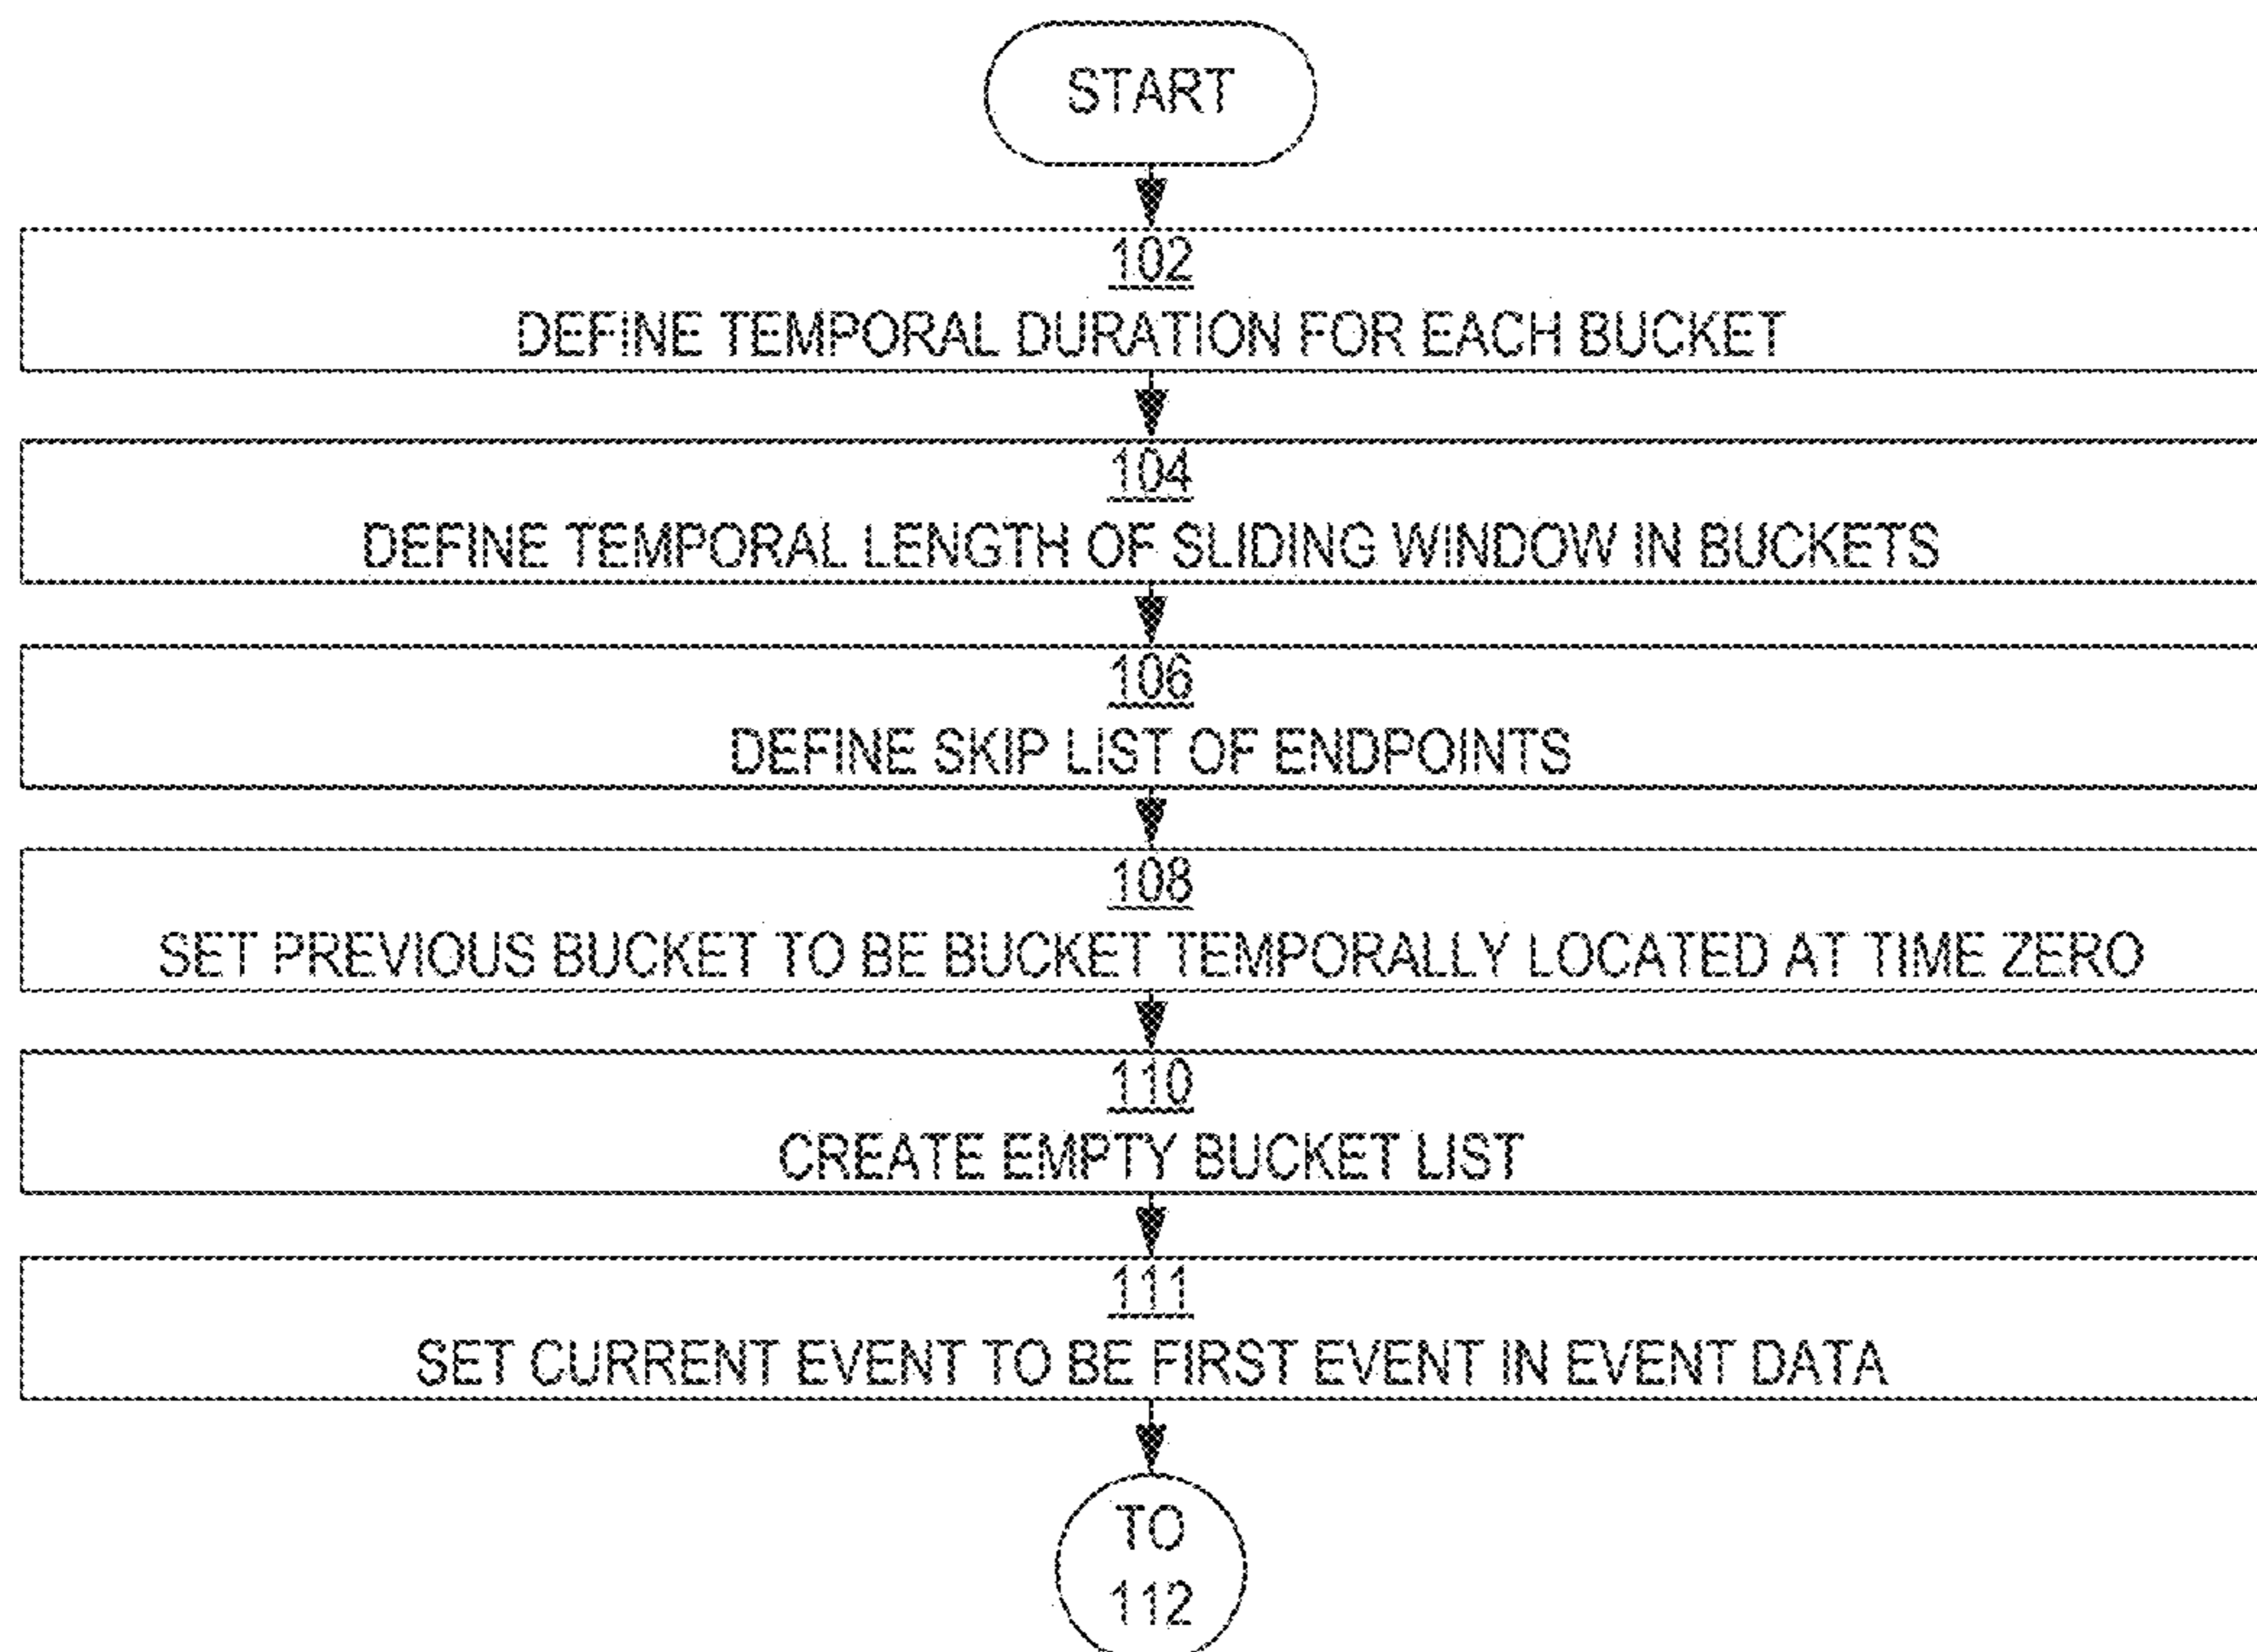 START
102
DEFINE TEMPORAL DURATION FOR EACH BUCKET
104
DEFINE TEMPORAL LENGTH OF SLIDING WINDOW IN BUCKETS
106
DEFINE SKIP LIST OF ENDPOINTS
108
SET PREVIOUS BUCKET TO BE BUCKET TEMPORALLY LOCATED AT TIME ZERO
110
CREATE EMPTY BUCKET LIST
111
SET CURRENT EVENT TO BE FIRST EVENT IN EVENT DATA
TO
112